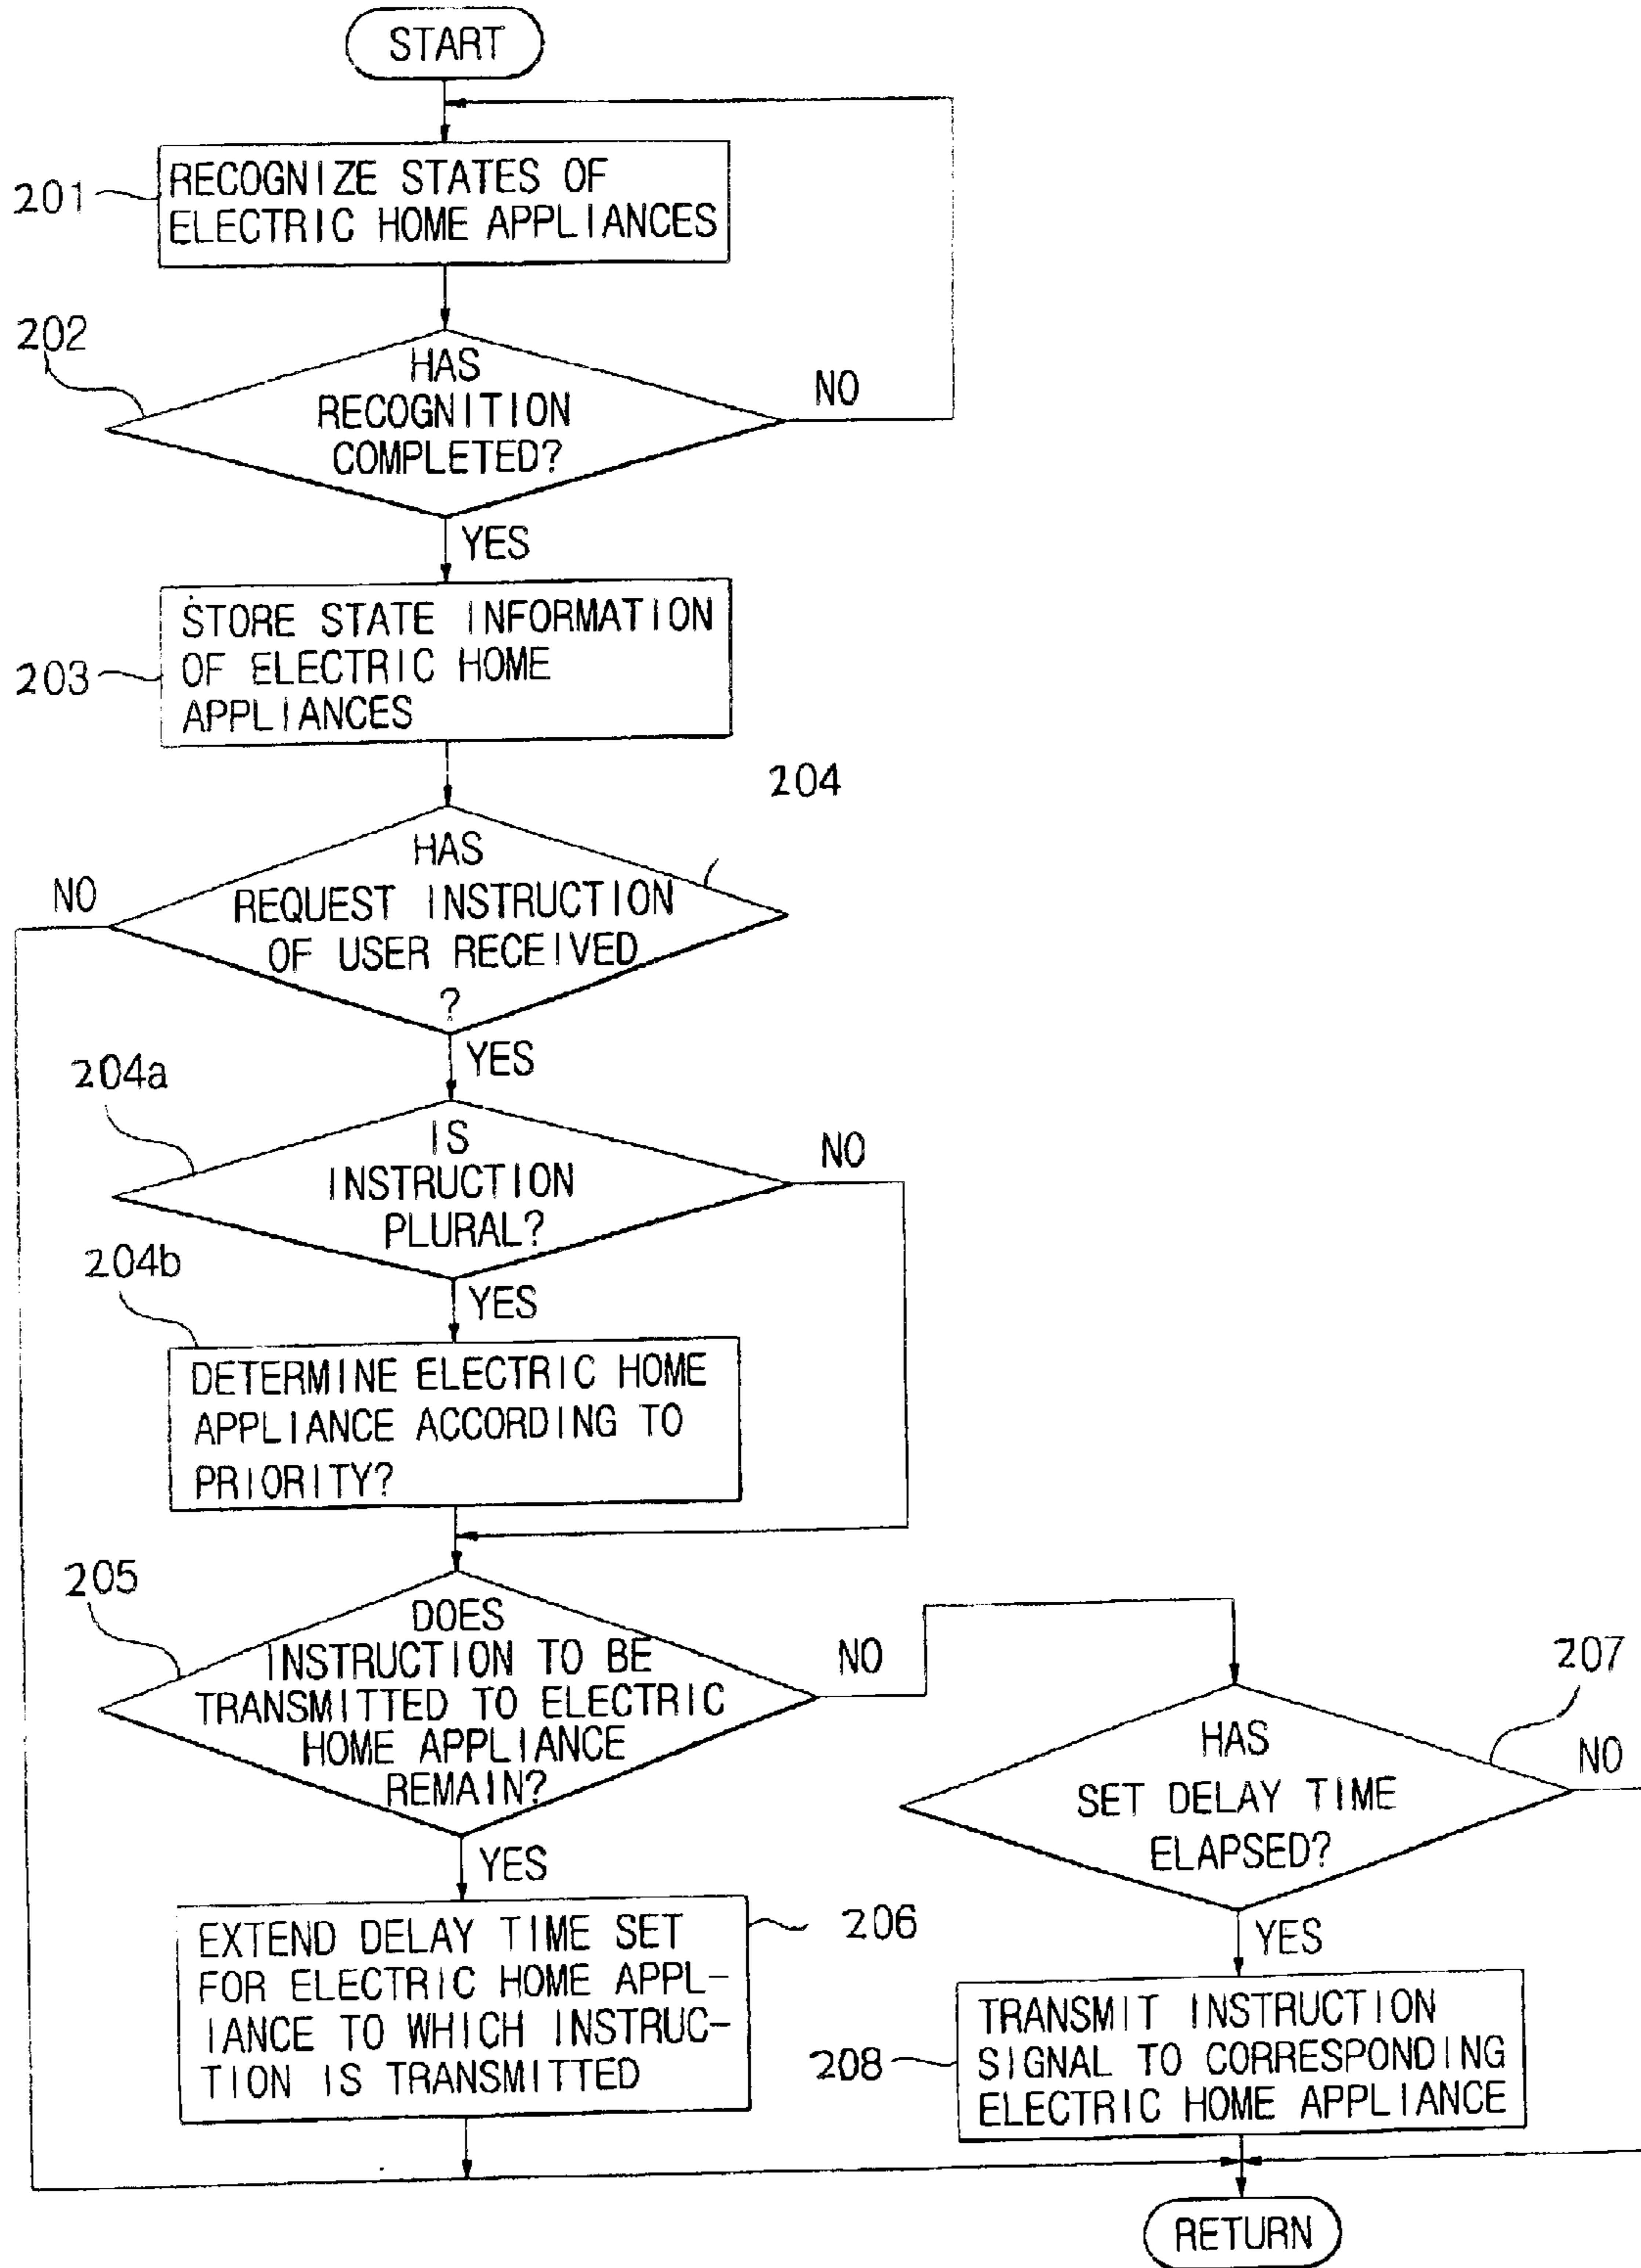 START
201
RECOGNIZE STATES OF
ELECTRIC HOME APPLIANCES
202
HAS
RECOGNITION
COMPLETED?
NO
YES
203
STORE STATE INFORMATION
OF ELECTRIC HOME
APPLIANCES
204
HAS
REQUEST INSTRUCTION
OF USER RECEIVED
?
NO
YES
204a
IS
INSTRUCTION
PLURAL?
NO
YES
204b
DETERMINE ELECTRIC HOME
APPLIANCE ACCORDING TO
PRIORITY?
205
DOES
INSTRUCTION TO BE
TRANSMITTED TO ELECTRIC
HOME APPLIANCE
REMAIN?
NO
YES
206
EXTEND DELAY TIME SET
FOR ELECTRIC HOME APPL-
IANCE TO WHICH INSTRUC-
TION IS TRANSMITTED
207
HAS
SET DELAY TIME
ELAPSED?
NO
YES
208
TRANSMIT INSTRUCTION
SIGNAL TO CORRESPONDING
ELECTRIC HOME APPLIANCE
RETURN